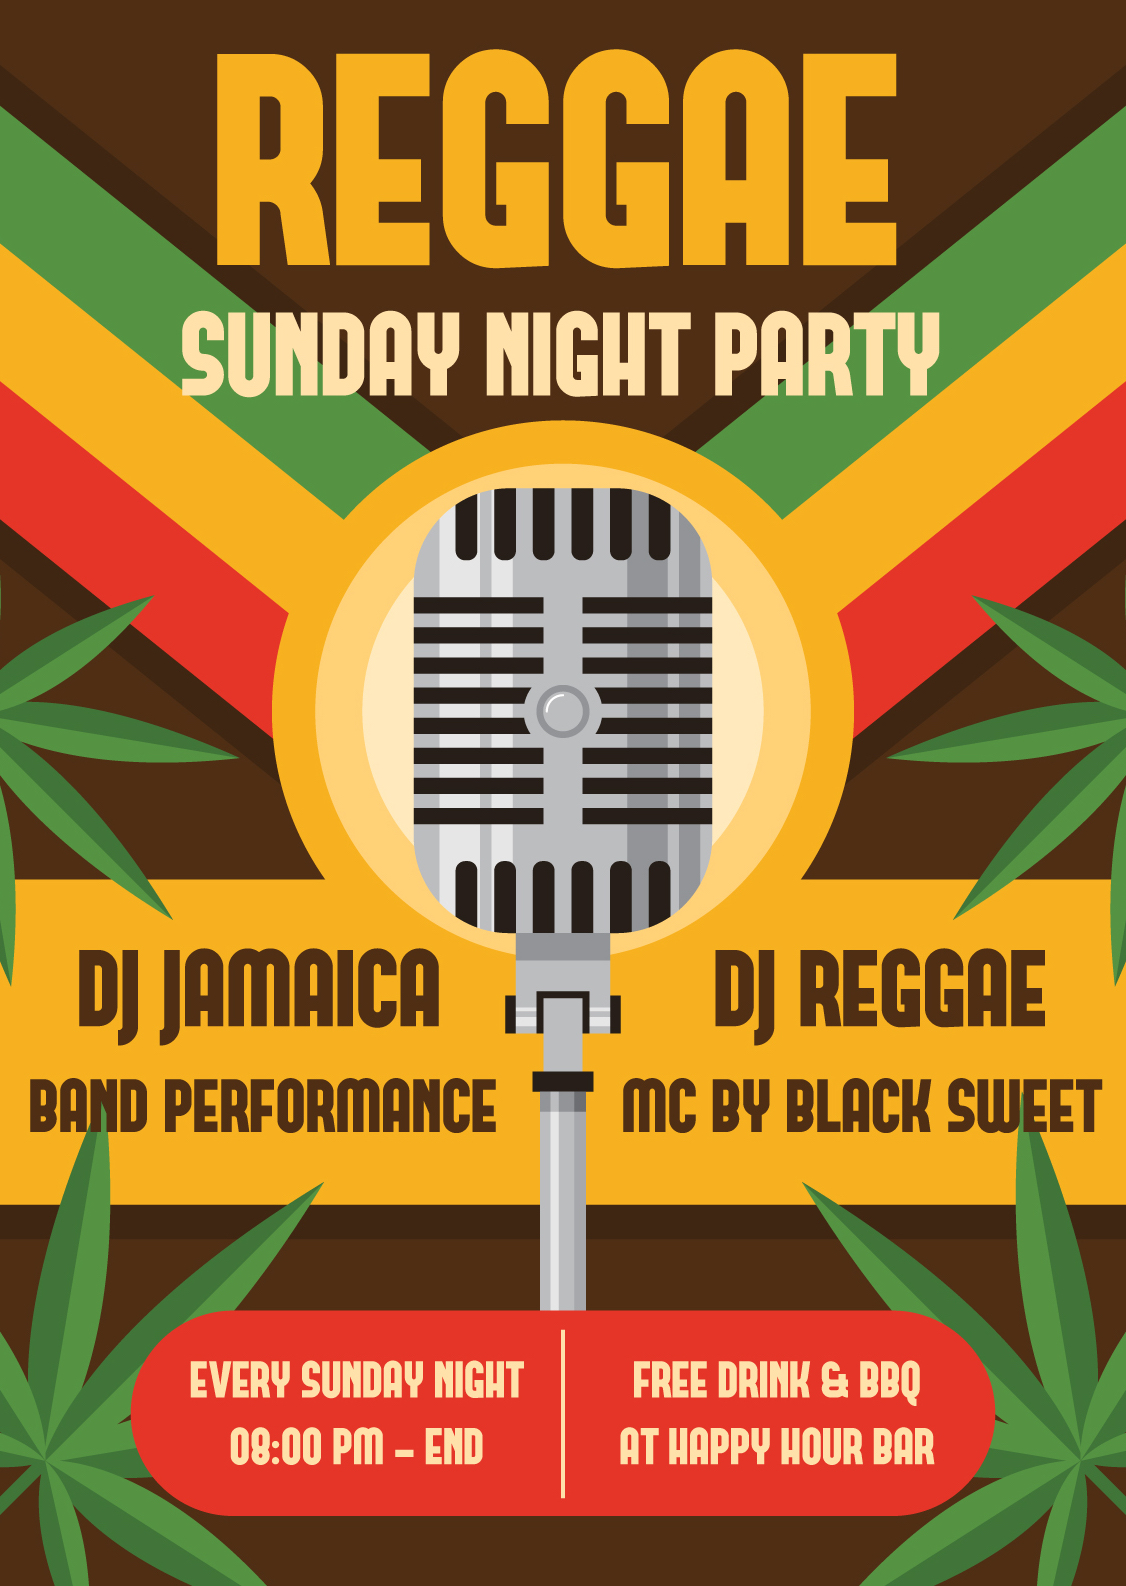 REGGAE
SUNDAY NIGHT PARTY
DJ JAMAICA
BAND PERFORMANCE
DJ REGGAE
MC BY BLACK SWEET
EVERY SUNDAY NIGHT
08:00 PM – END
FREE DRINK & BBQ
AT HAPPY HOUR BAR